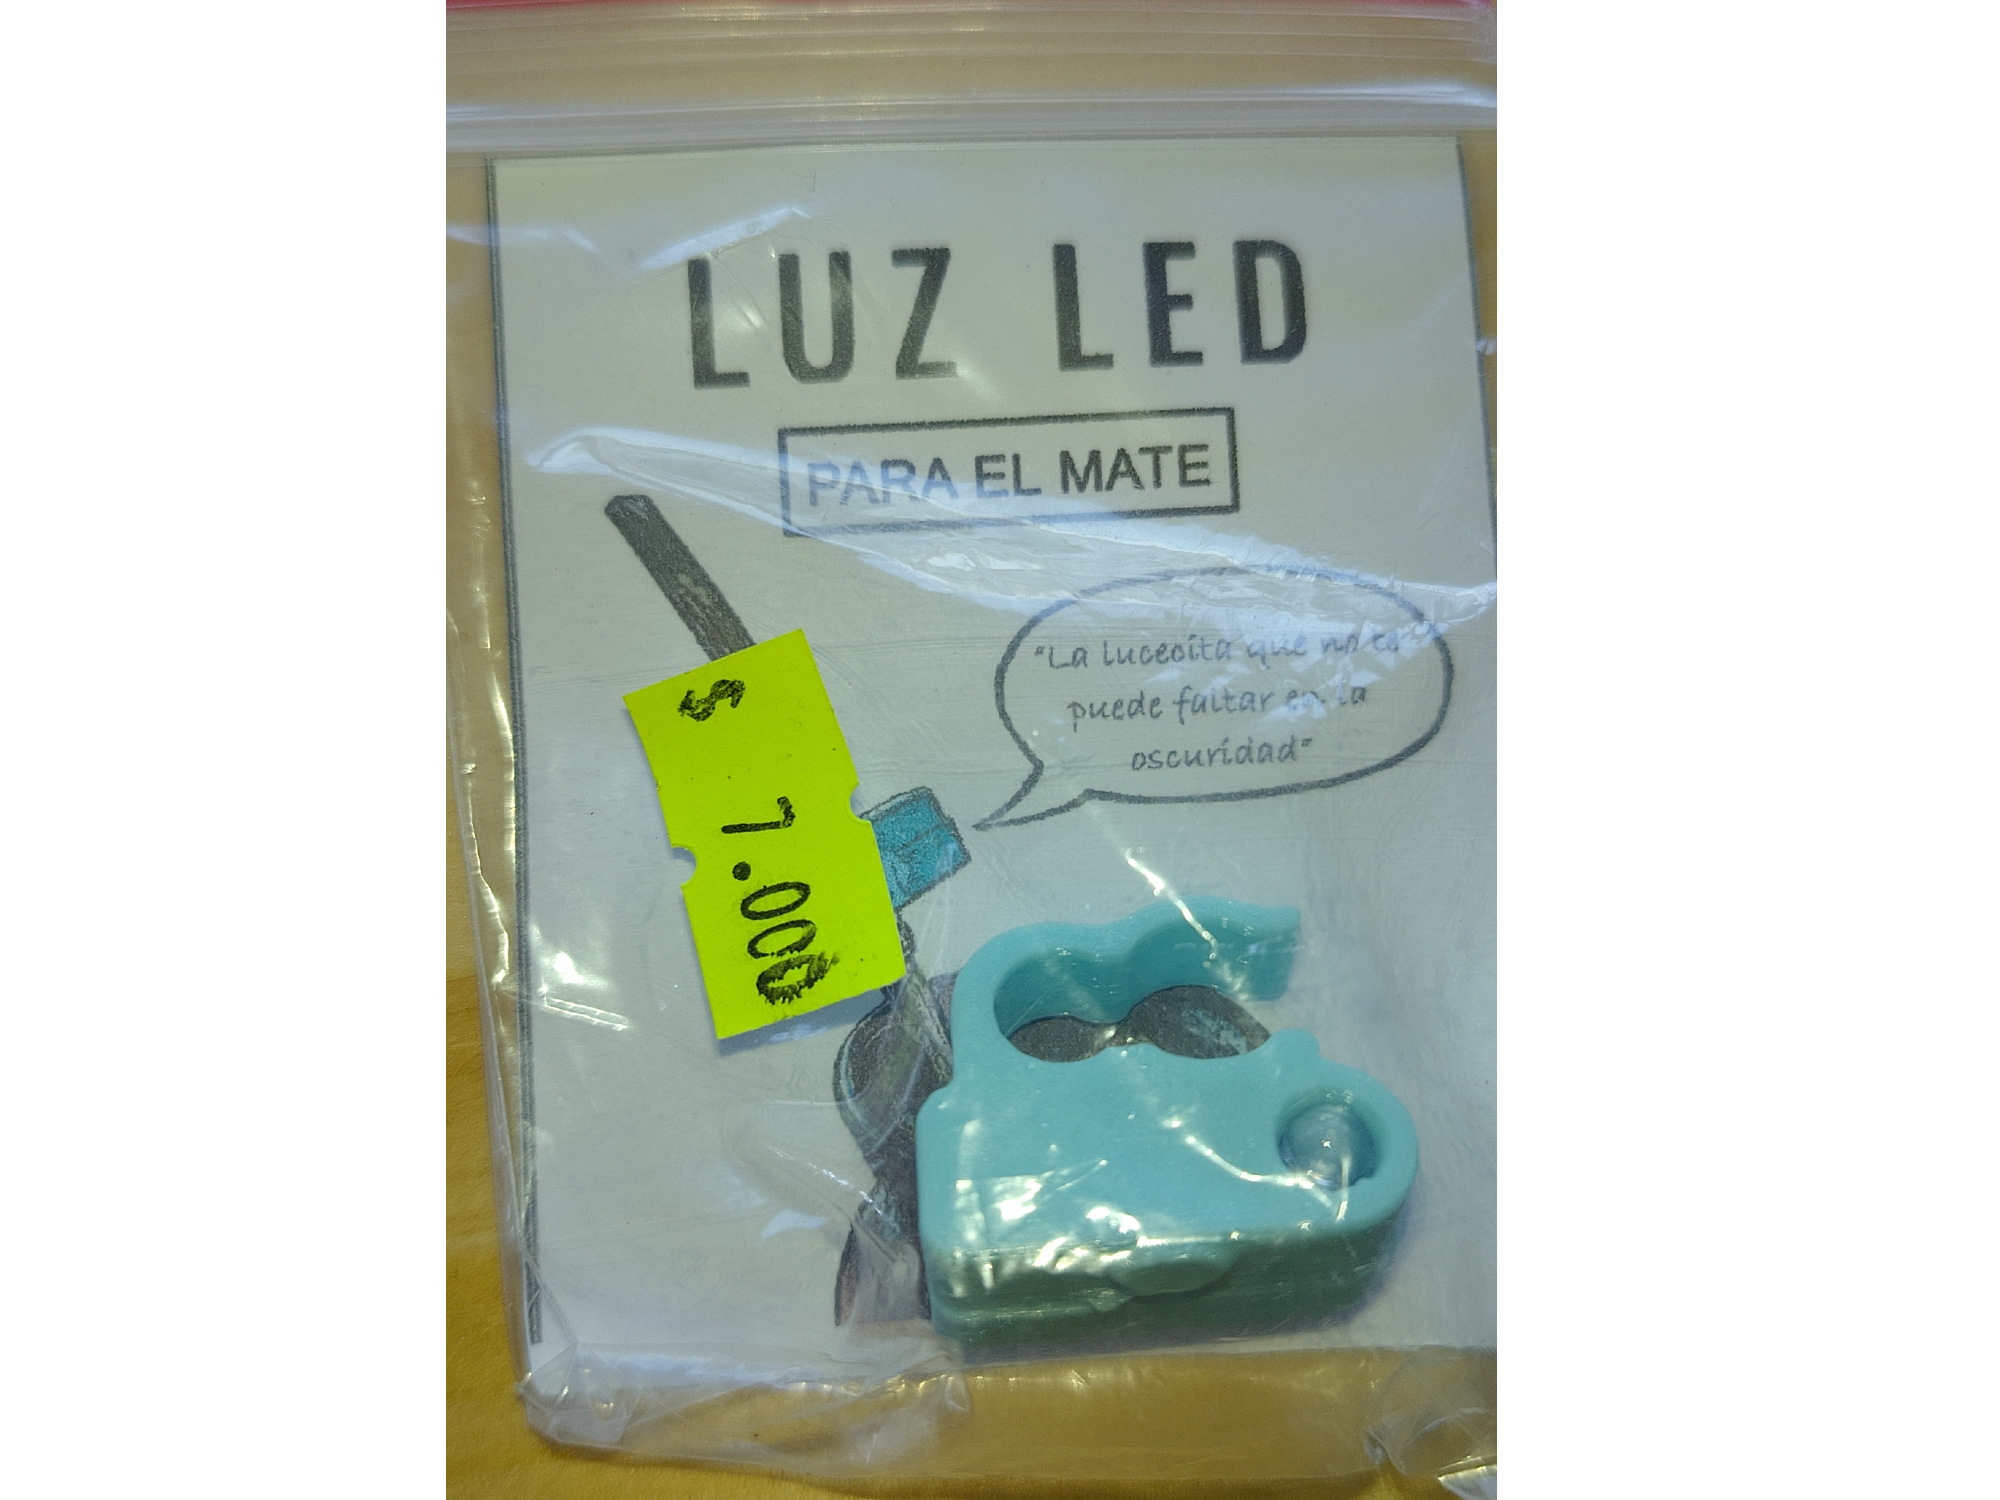 LUZ LED
PARA EL MATE
"La lucecita que no te
puede faltar en la
oscuridad"
$ 7.000